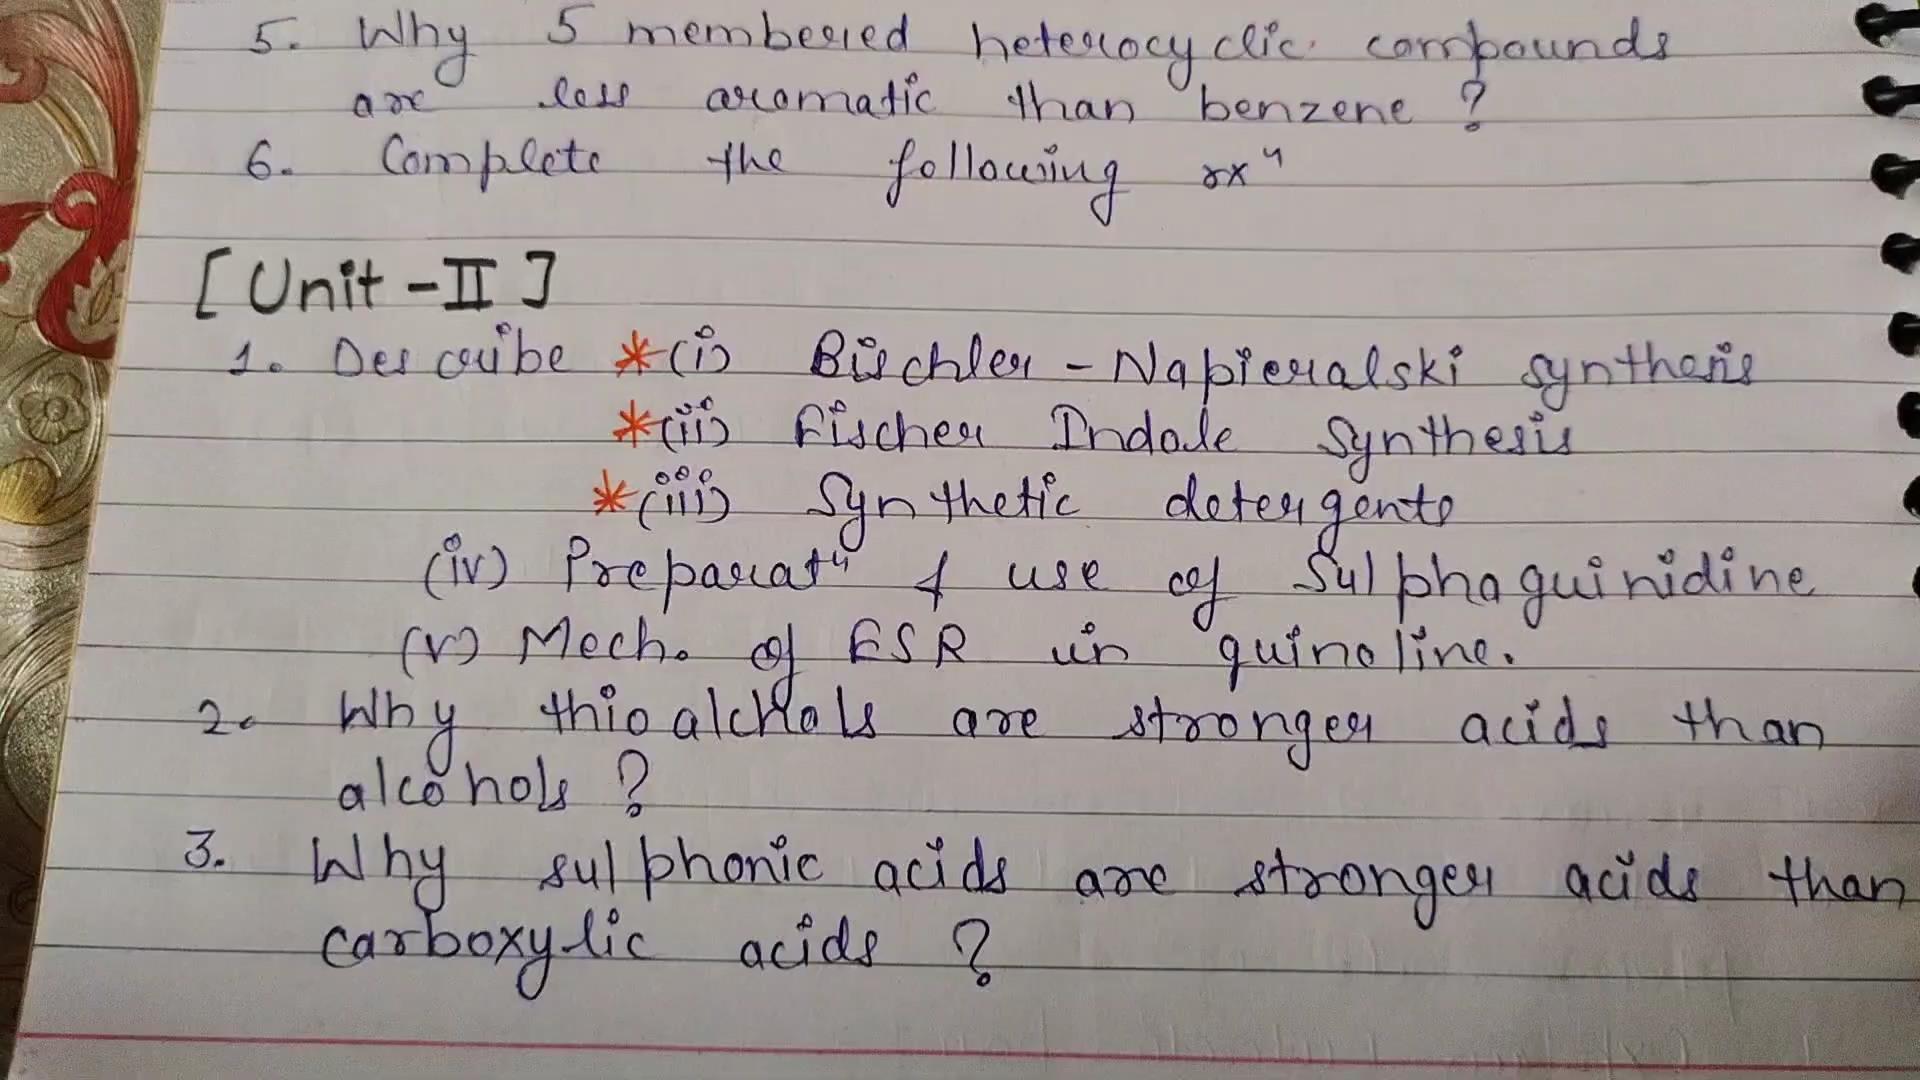 5. Why 5 membered heterocyclic compounds
are less aromatic than benzene ?
6. Complete the following rxⁿ
[Unit-II]
1. Describe *(i) Bischler-Napieralski synthesis
*(ii) Fischer Indole Synthesis
*(iii) Synthetic detergents
(iv) Preparatⁿ & use of Sulphaguinidine
(v) Mech. of ESR in quinoline.
2. Why thioalchols are stronger acids than
alcohols ?
3. Why sulphonic acids are stronger acids than
carboxylic acids ?